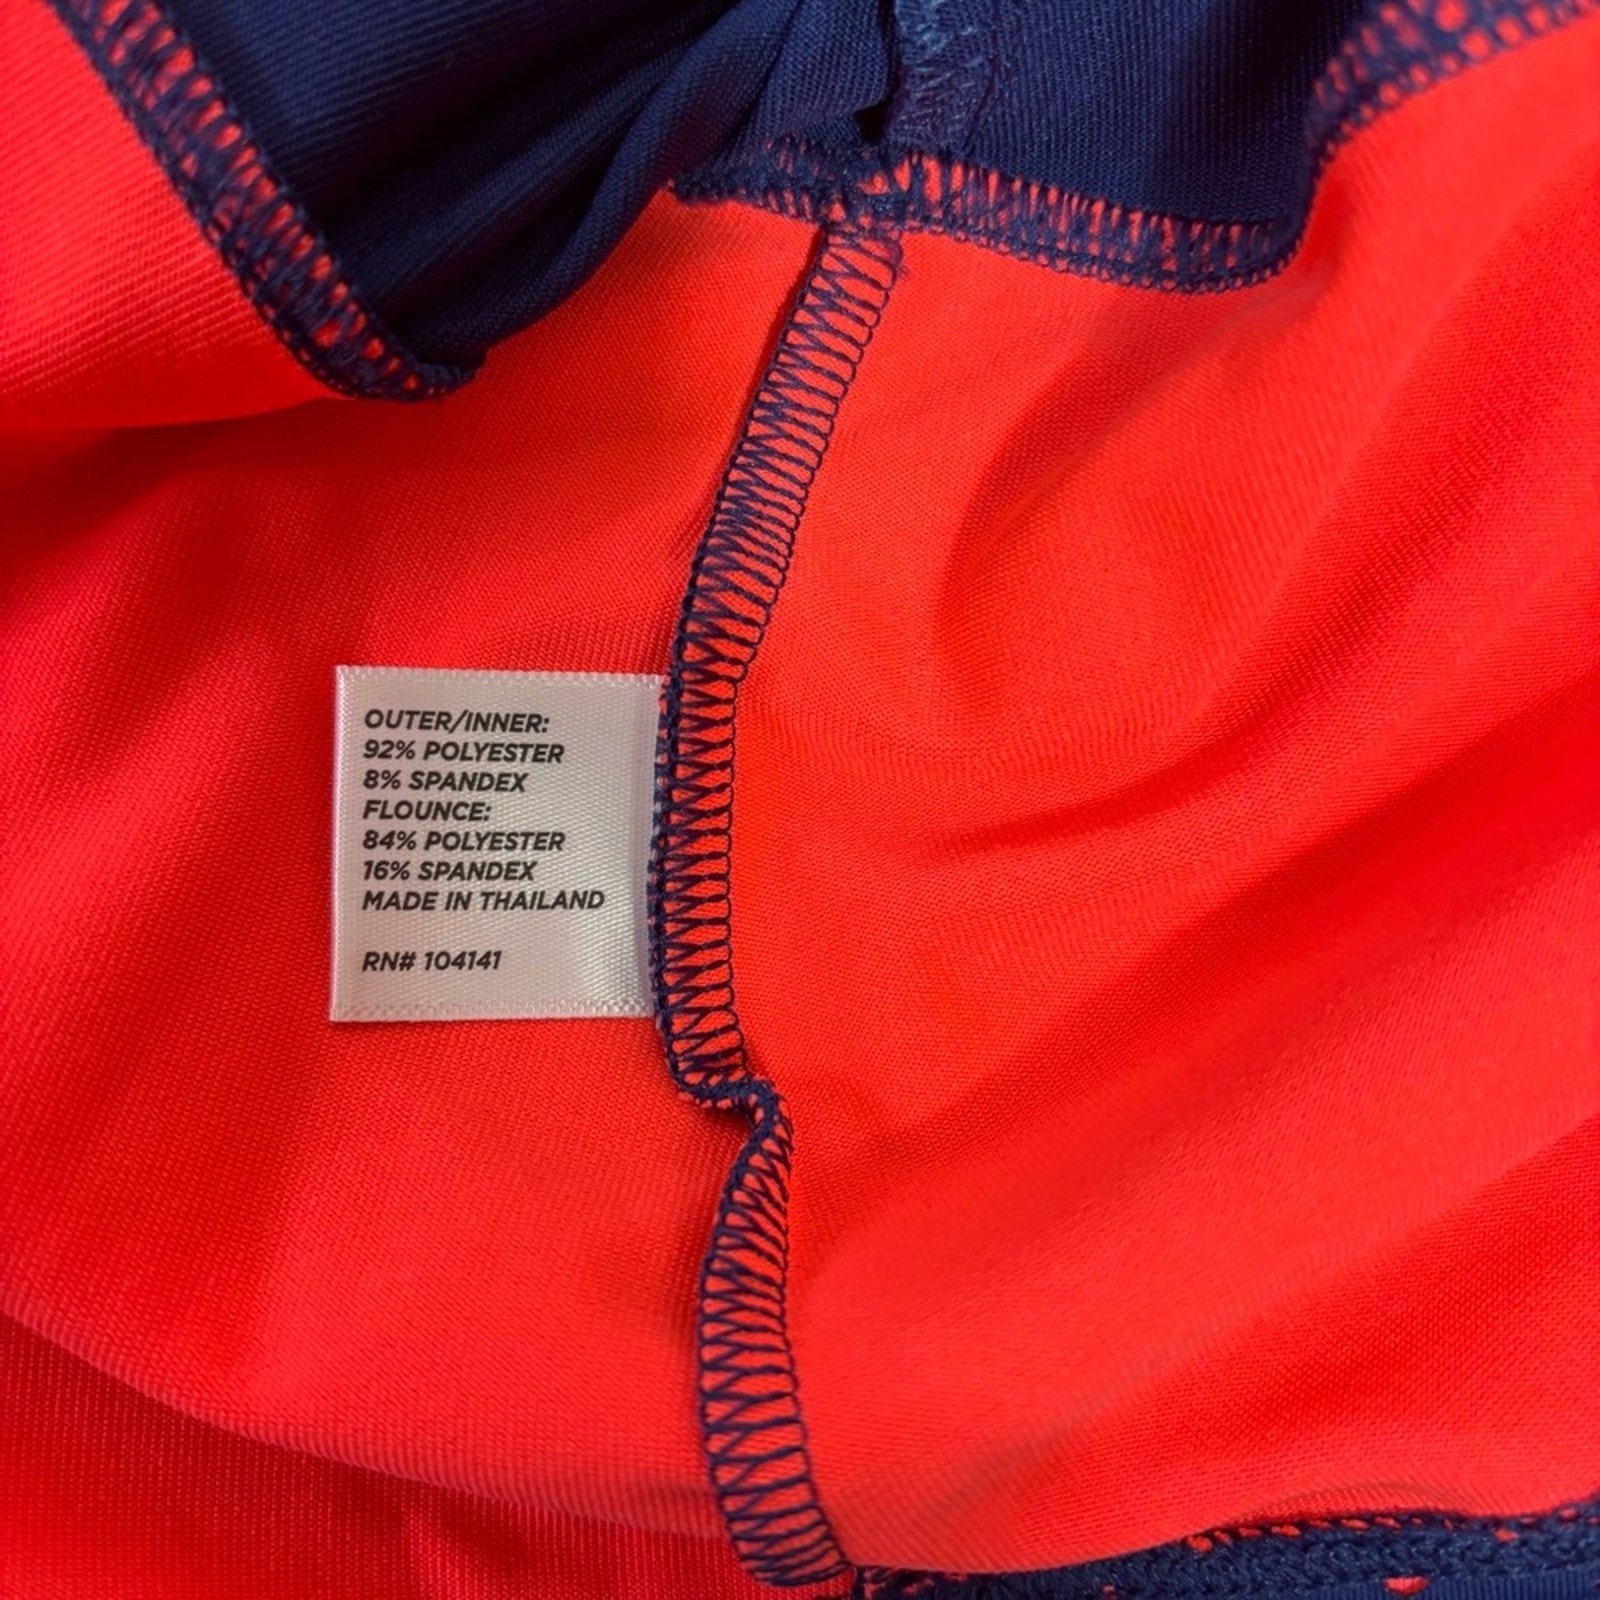 OUTER/INNER:
92% POLYESTER
8% SPANDEX
FLOUNCE:
84% POLYESTER
16% SPANDEX
MADE IN THAILAND
RN# 104141